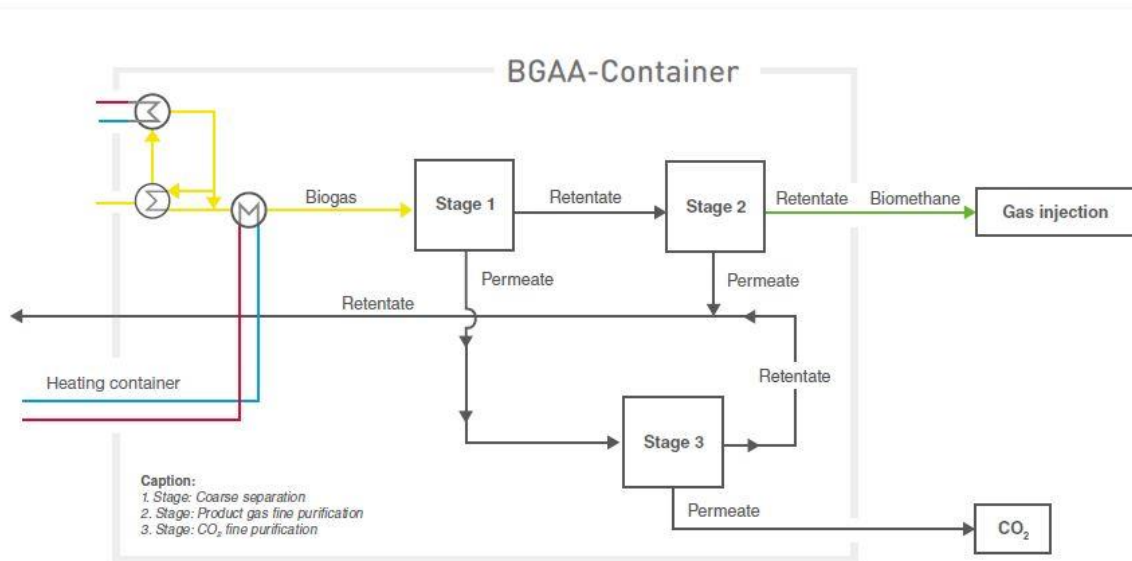 BGAA-Container
Biogas
Stage 1
Retentate
Stage 2
Retentate
Biomethane
Gas injection
Permeate
Permeate
Retentate
Heating container
Retentate
Stage 3
Caption:
1. Stage: Coarse separation
2. Stage: Product gas fine purification
3. Stage: CO₂ fine purification
Permeate
CO₂